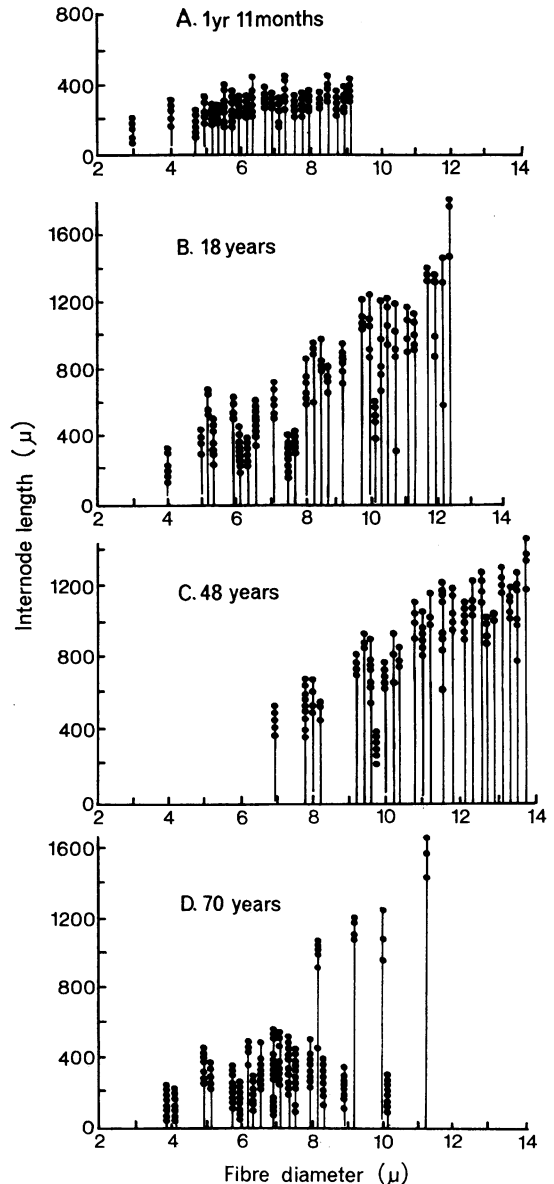 A. 1yr 11months
800
400
0
2 4 6 8 10 12 14
B. 18 years
1600
1200
800
400
0
2 4 6 8 10 12 14
Internode length (μ)
C. 48 years
1200
800
400
0
2 4 6 8 10 12 14
D. 70 years
1600
1200
800
400
0
2 4 6 8 10 12 14
Fibre diameter (μ)